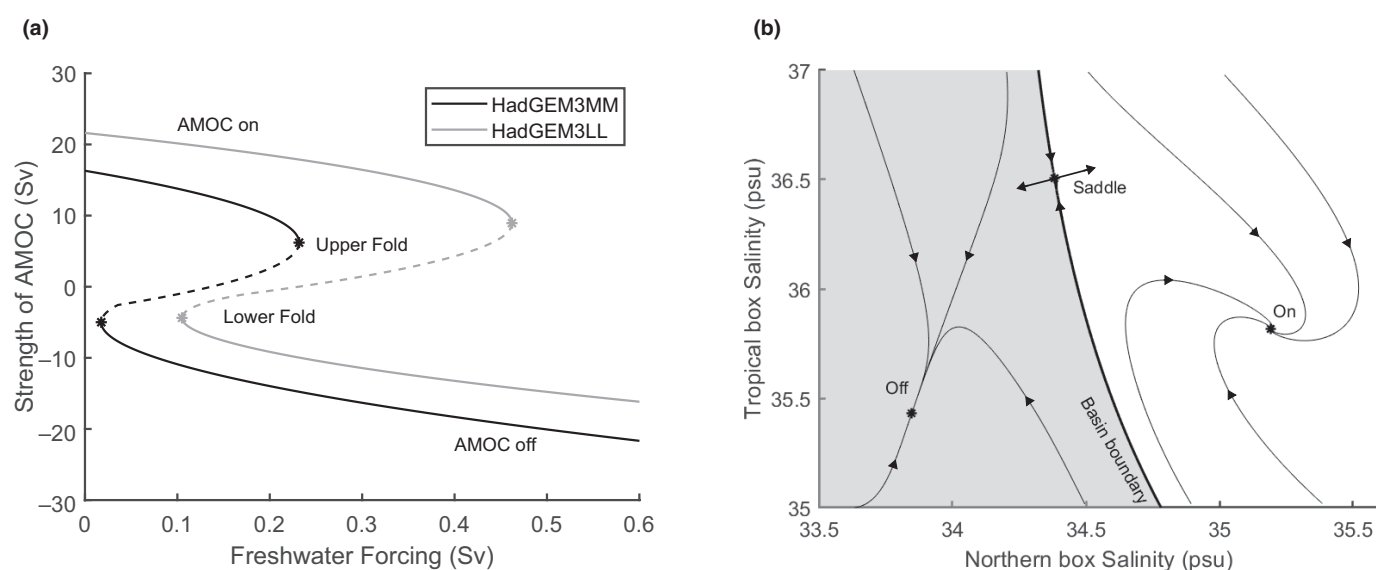 (a)
30
20
10
0
–10
–20
–30
Strength of AMOC (Sv)
AMOC on
HadGEM3MM
HadGEM3LL
Upper Fold
Lower Fold
AMOC off
0
0.1
0.2
0.3
0.4
0.5
0.6
Freshwater Forcing (Sv)
(b)
37
36.5
36
35.5
35
Tropical box Salinity (psu)
Saddle
On
Off
Basin boundary
33.5
34
34.5
35
35.5
Northern box Salinity (psu)